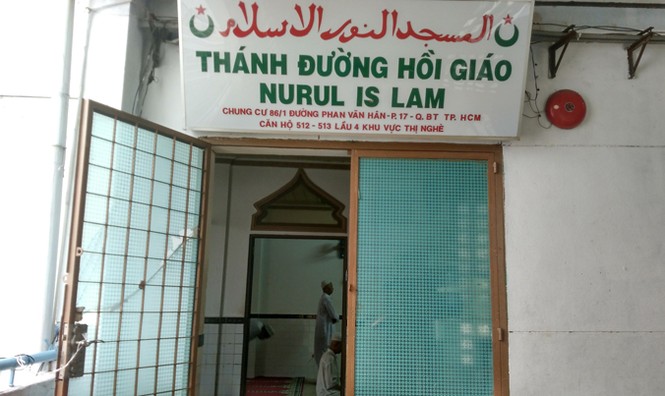 المسجد النور الاسلام
THÁNH ĐƯỜNG HỒI GIÁO
NURUL IS LAM
CHUNG CƯ 86/1 ĐƯỜNG PHAN VĂN HÂN - P. 17 - Q. BT TP. HCM
CĂN HỘ 512 - 513 LẦU 4 KHU VỰC THỊ NGHÈ